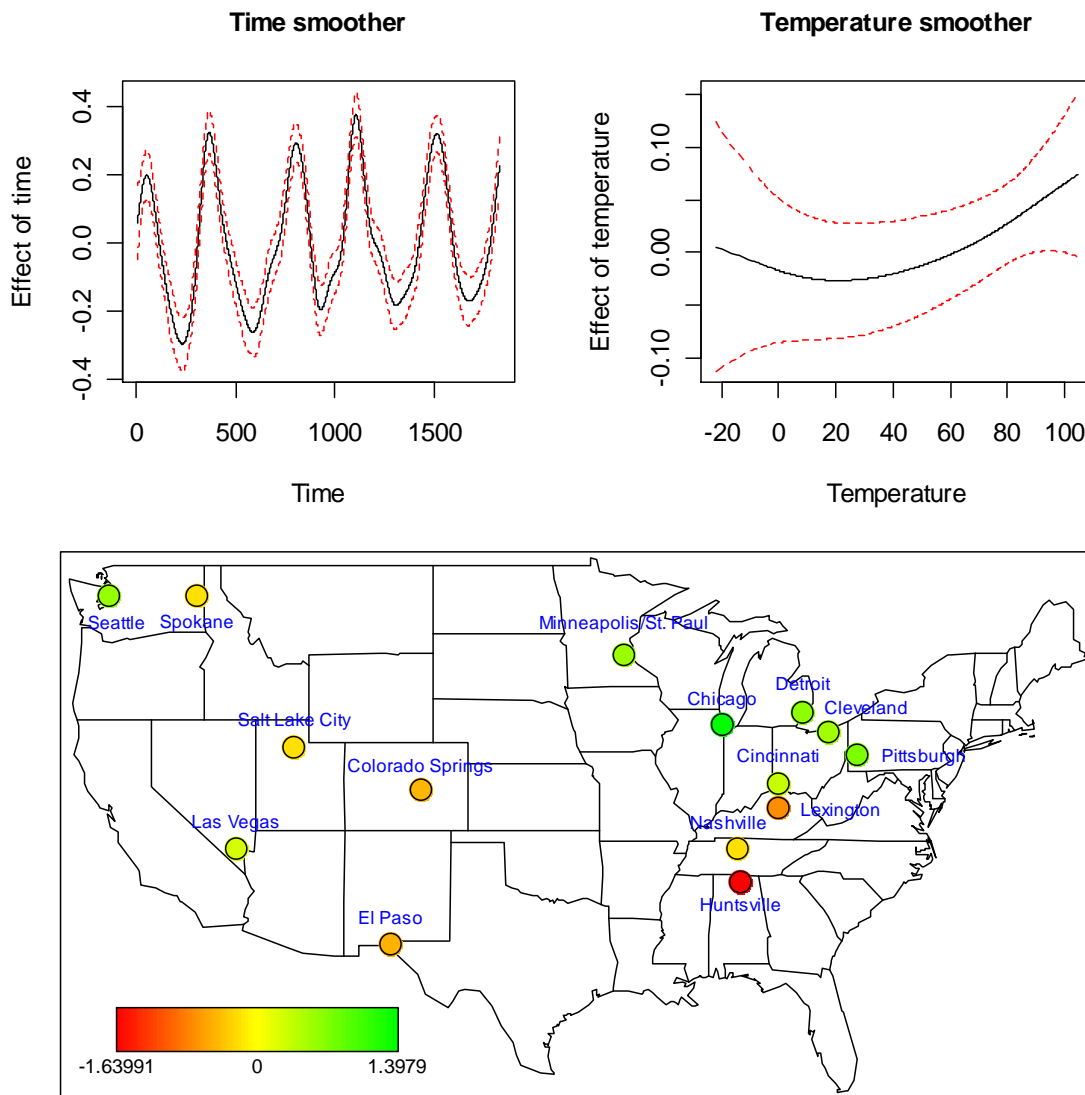 Time smoother
Temperature smoother
Effect of time
0.4
0.2
0.0
-0.2
-0.4
0
500
1000
1500
Time
Effect of temperature
0.10
0.00
-0.10
-20
0
20
40
60
80
100
Temperature
Seattle
Spokane
Minneapolis/St. Paul
Detroit
Chicago
Cleveland
Salt Lake City
Cincinnati
Pittsburgh
Colorado Springs
Las Vegas
Nashville
Lexington
Huntsville
El Paso
-1.63991
0
1.3979